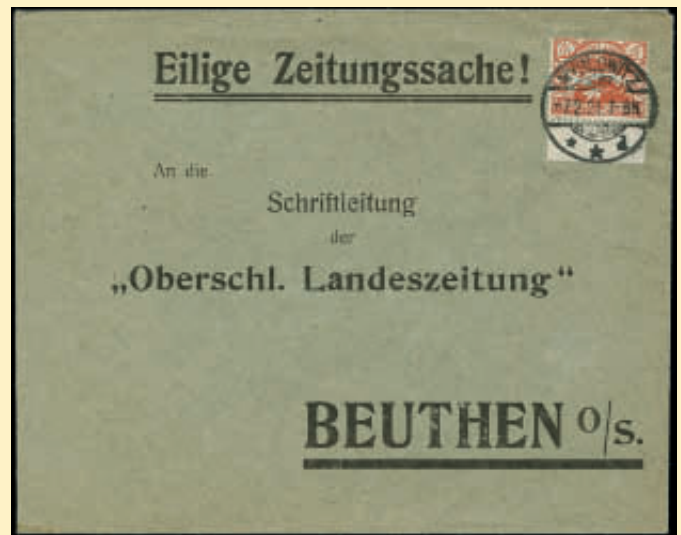 Eilige Zeitungssache!
An die
Schriftleitung
der
„Oberschl. Landeszeitung“
BEUTHEN O/S.